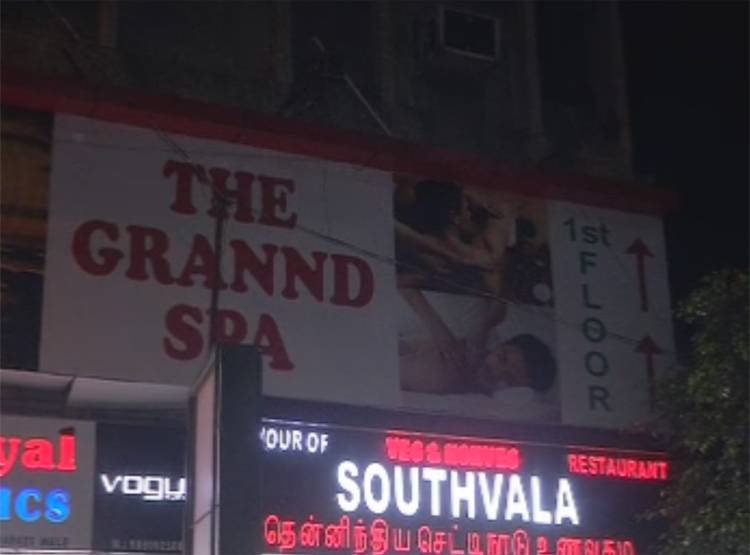 THE
GRANND
SPA
1st
FLOOR
OUR OF
VEG & NONVEG
RESTAURANT
SOUTHVALA
தென்னிந்திய செட்டிநாடு உணவகம்
yal
ICS
vogu